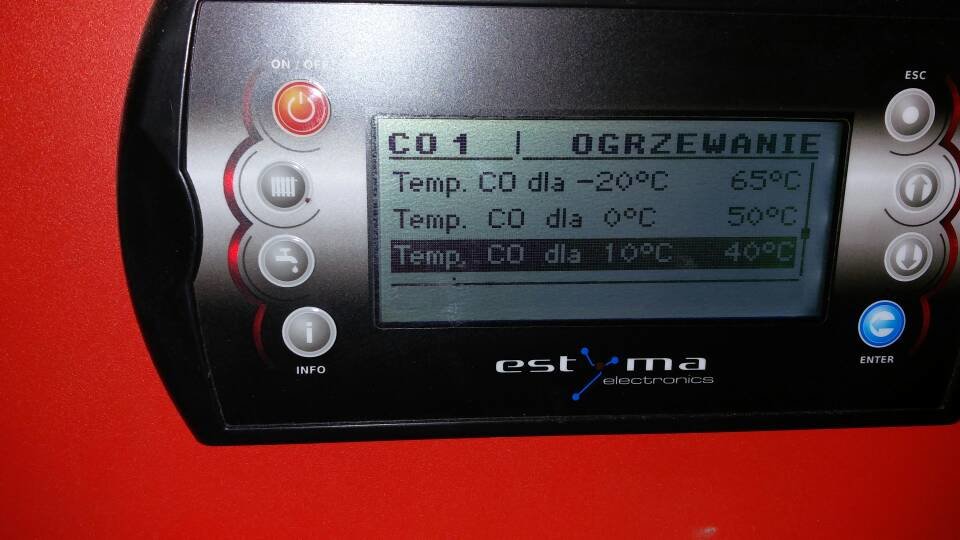 ON / OFF
ESC
CO 1 | OGRZEWANIE
Temp. CO dla -20°C 65°C
Temp. CO dla 0°C 50°C
Temp. CO dla 10°C 40°C
INFO
ENTER
estyma
electronics